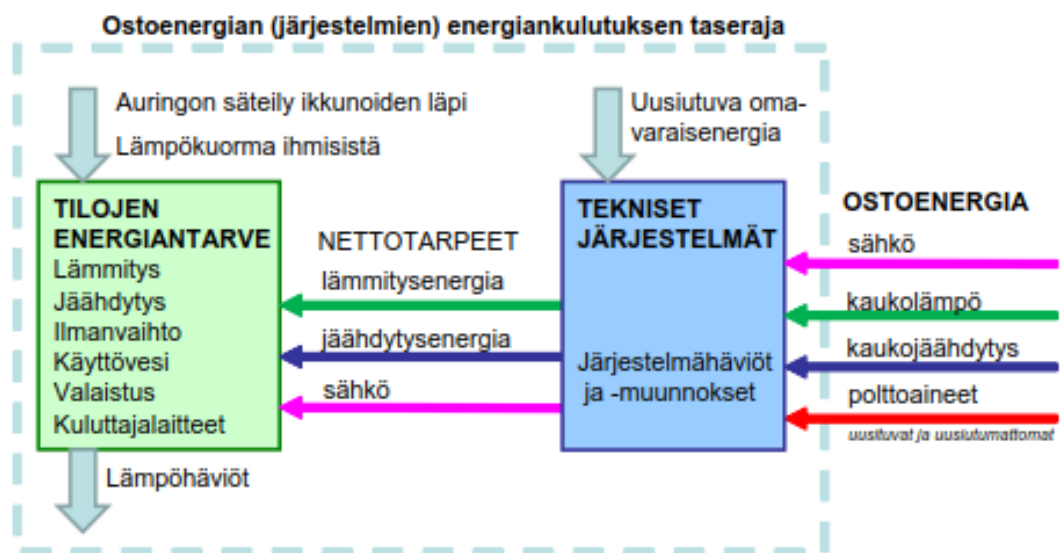 Ostoenergian (järjestelmien) energiankulutuksen taseraja
Auringon säteily ikkunoiden läpi
Lämpökuorma ihmisistä
Uusiutuva oma-
varaisenergia
TILOJEN
ENERGIANTARVE
Lämmitys
Jäähdytys
Ilmanvaihto
Käyttövesi
Valaistus
Kuluttajalaitteet
NETTOTARPEET
lämmitysenergia
jäähdytysenergia
sähkö
TEKNISET
JÄRJESTELMÄT
Järjestelmähäviöt
ja -muunnokset
OSTOENERGIA
sähkö
kaukolämpö
kaukojäähdytys
polttoaineet
uusituvat ja uusiutumattomat
Lämpöhäviöt